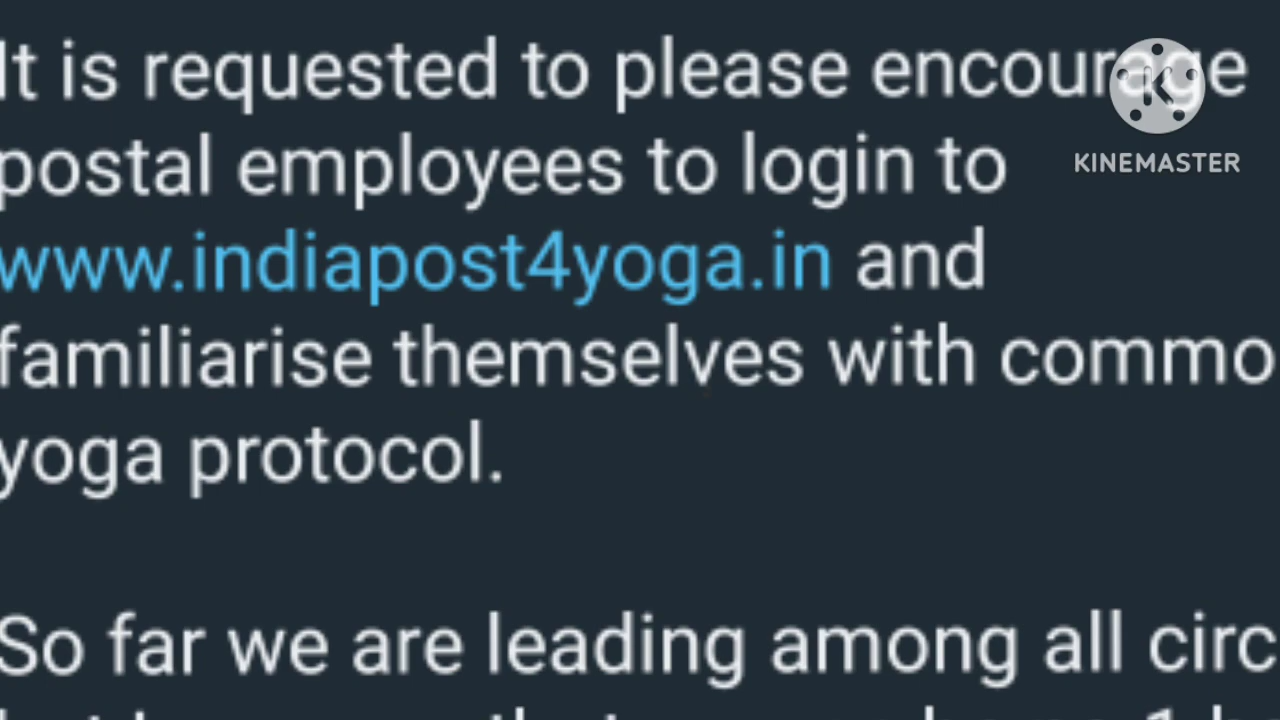 It is requested to please encourage
postal employees to login to
www.indiapost4yoga.in and
familiarise themselves with commo
yoga protocol.
So far we are leading among all circ
KINEMASTER